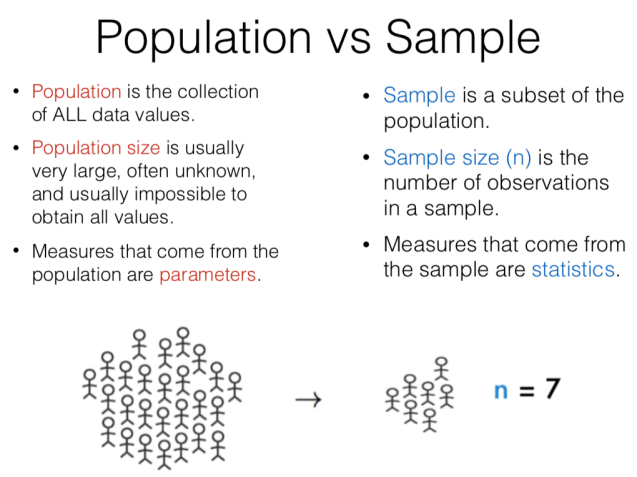 Population vs Sample
• Population is the collection
of ALL data values.
• Population size is usually
very large, often unknown,
and usually impossible to
obtain all values.
• Measures that come from the
population are parameters.
• Sample is a subset of the
population.
• Sample size (n) is the
number of observations
in a sample.
• Measures that come from
the sample are statistics.
→
n = 7